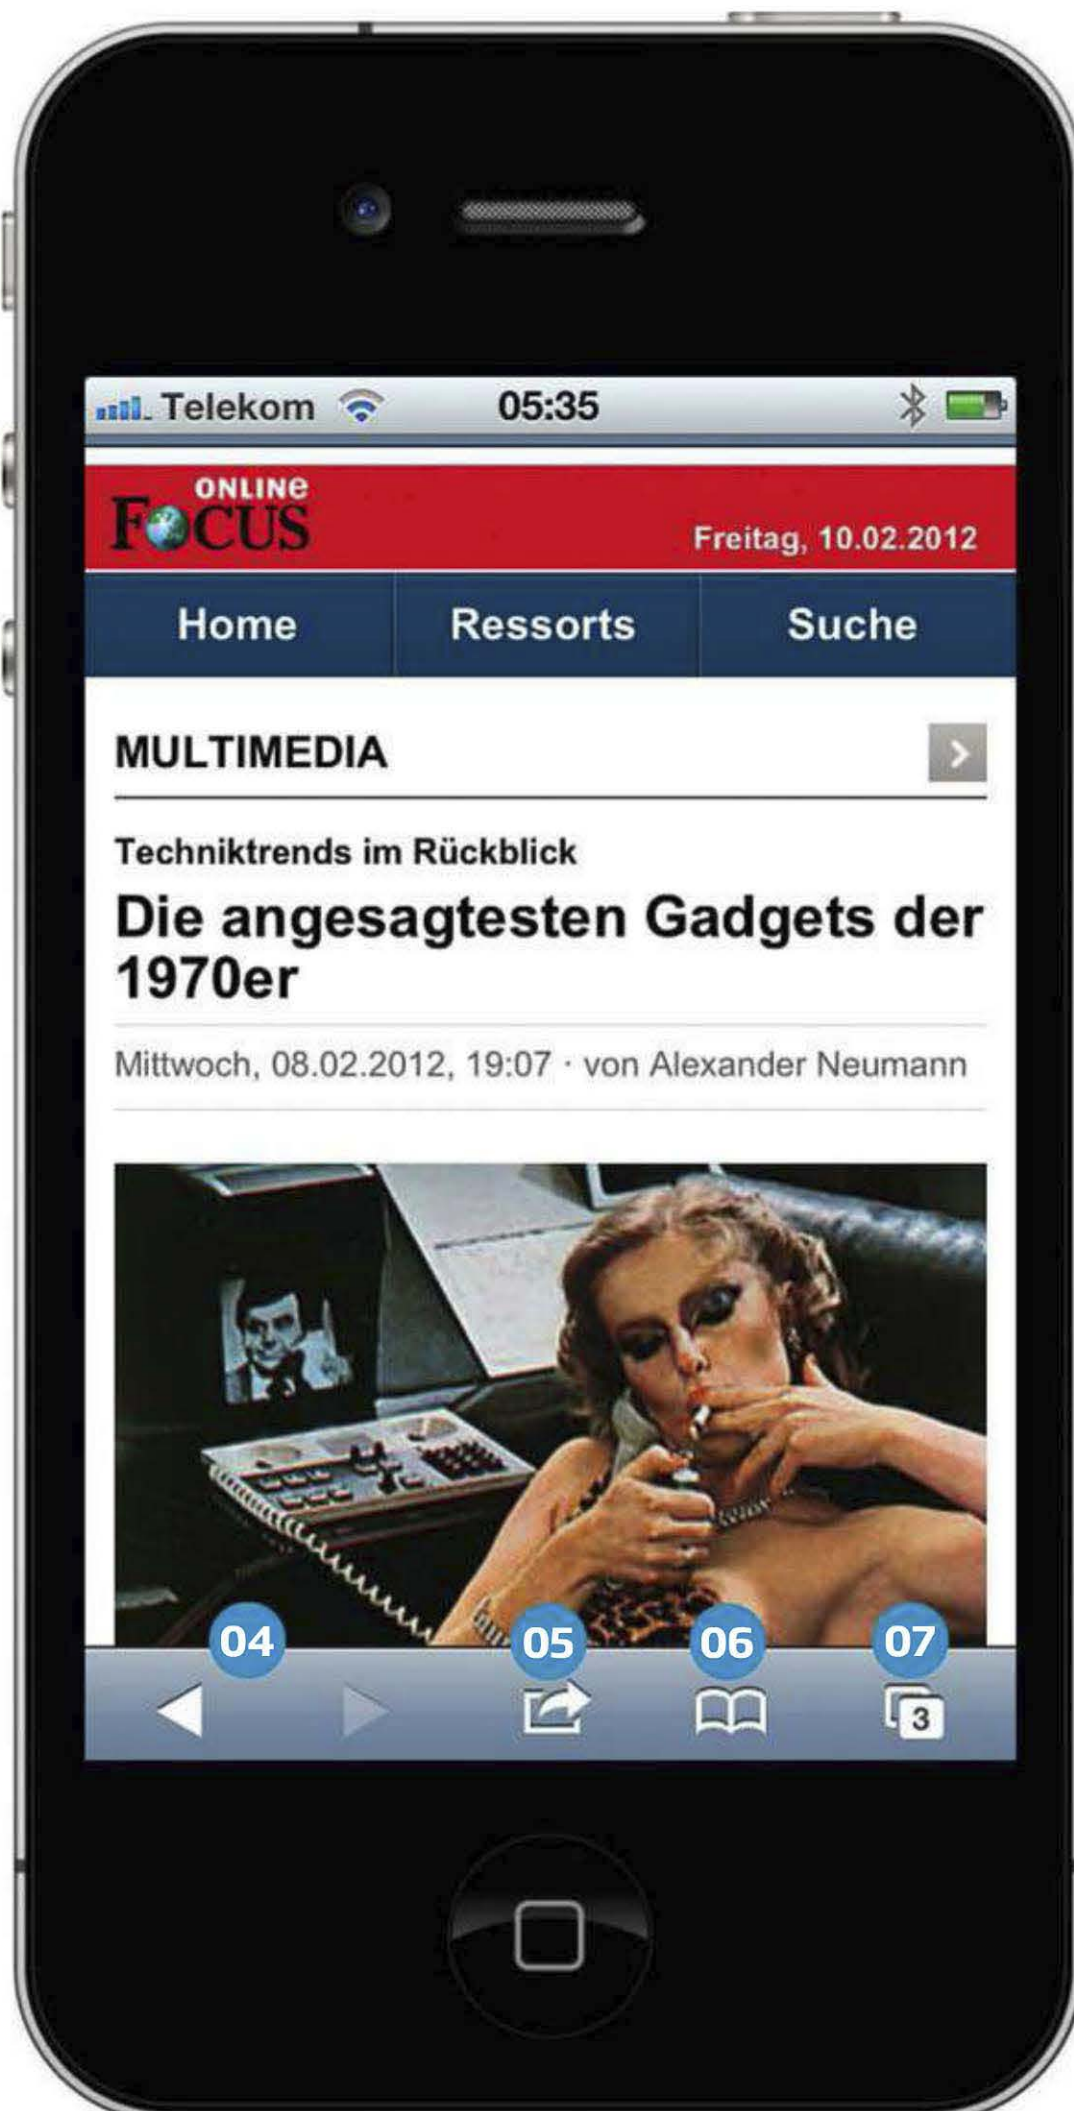 Telekom 05:35
ONLINE
FOCUS
Freitag, 10.02.2012
Home Ressorts Suche
MULTIMEDIA
Techniktrends im Rückblick
Die angesagtesten Gadgets der
1970er
Mittwoch, 08.02.2012, 19:07 · von Alexander Neumann
04 05 06 07
3